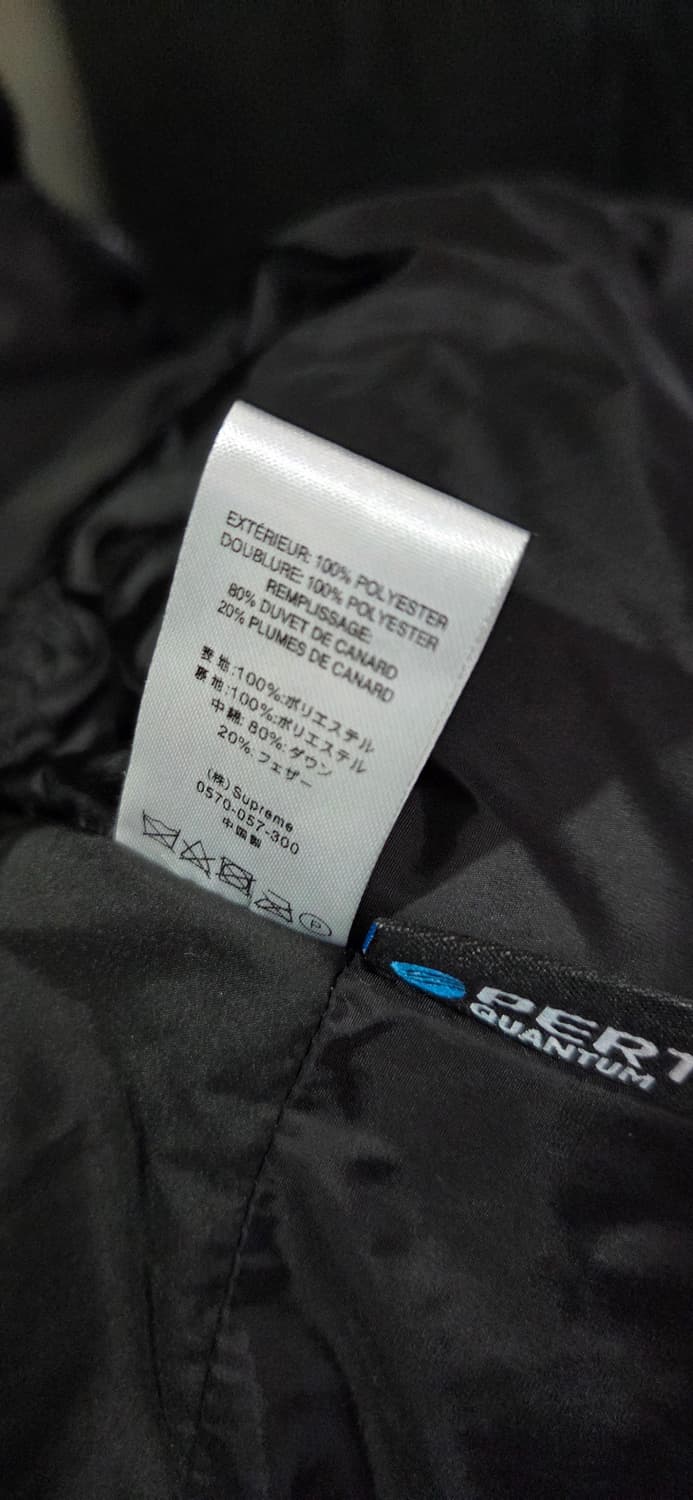 EXTÉRIEUR: 100% POLYESTER
DOUBLURE: 100% POLYESTER
REMPLISSAGE:
80% DUVET DE CANARD
20% PLUMES DE CANARD
表地:100%:ポリエステル
裏地:100%:ポリエステル
中綿: 80%: ダウン
20%: フェザー
(株) Supreme
0570-057-300
中国製
P
PERT
QUANTUM